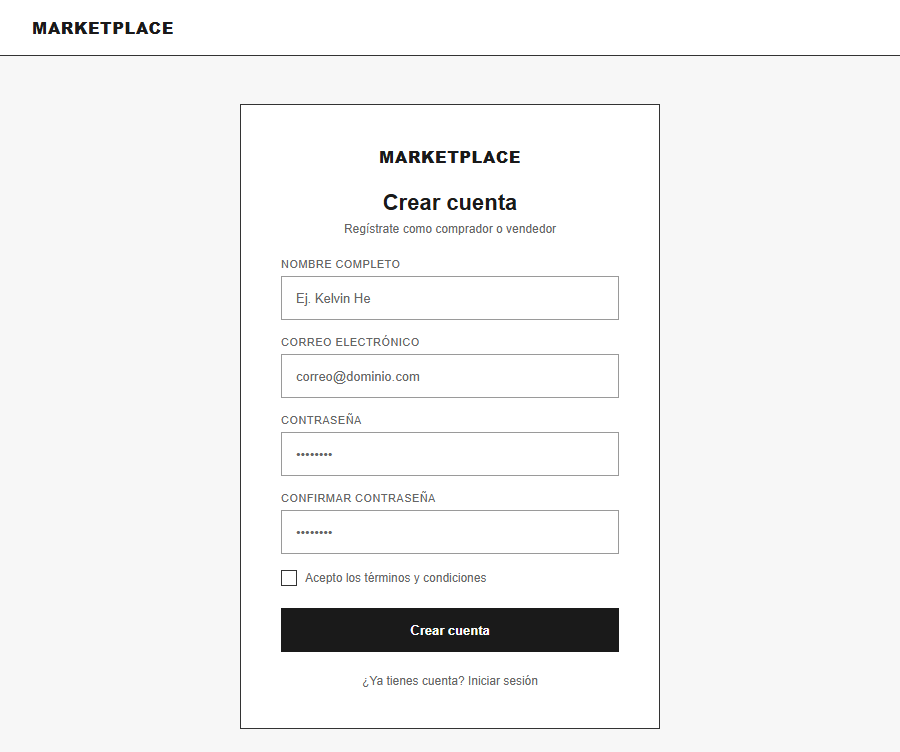 MARKETPLACE
MARKETPLACE
Crear cuenta
Regístrate como comprador o vendedor
NOMBRE COMPLETO
Ej. Kelvin He
CORREO ELECTRÓNICO
correo@dominio.com
CONTRASEÑA
••••••••
CONFIRMAR CONTRASEÑA
••••••••
Acepto los términos y condiciones
Crear cuenta
¿Ya tienes cuenta? Iniciar sesión